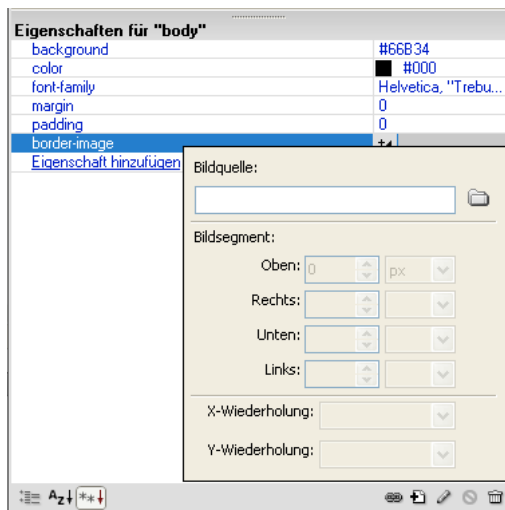 Eigenschaften für "body"
background #66B34
color #000
font-family Helvetica, "Trebu...
margin 0
padding 0
border-image
Eigenschaft hinzufügen
Bildquelle:
Bildsegment:
Oben: 0 px
Rechts:
Unten:
Links:
X-Wiederholung:
Y-Wiederholung: